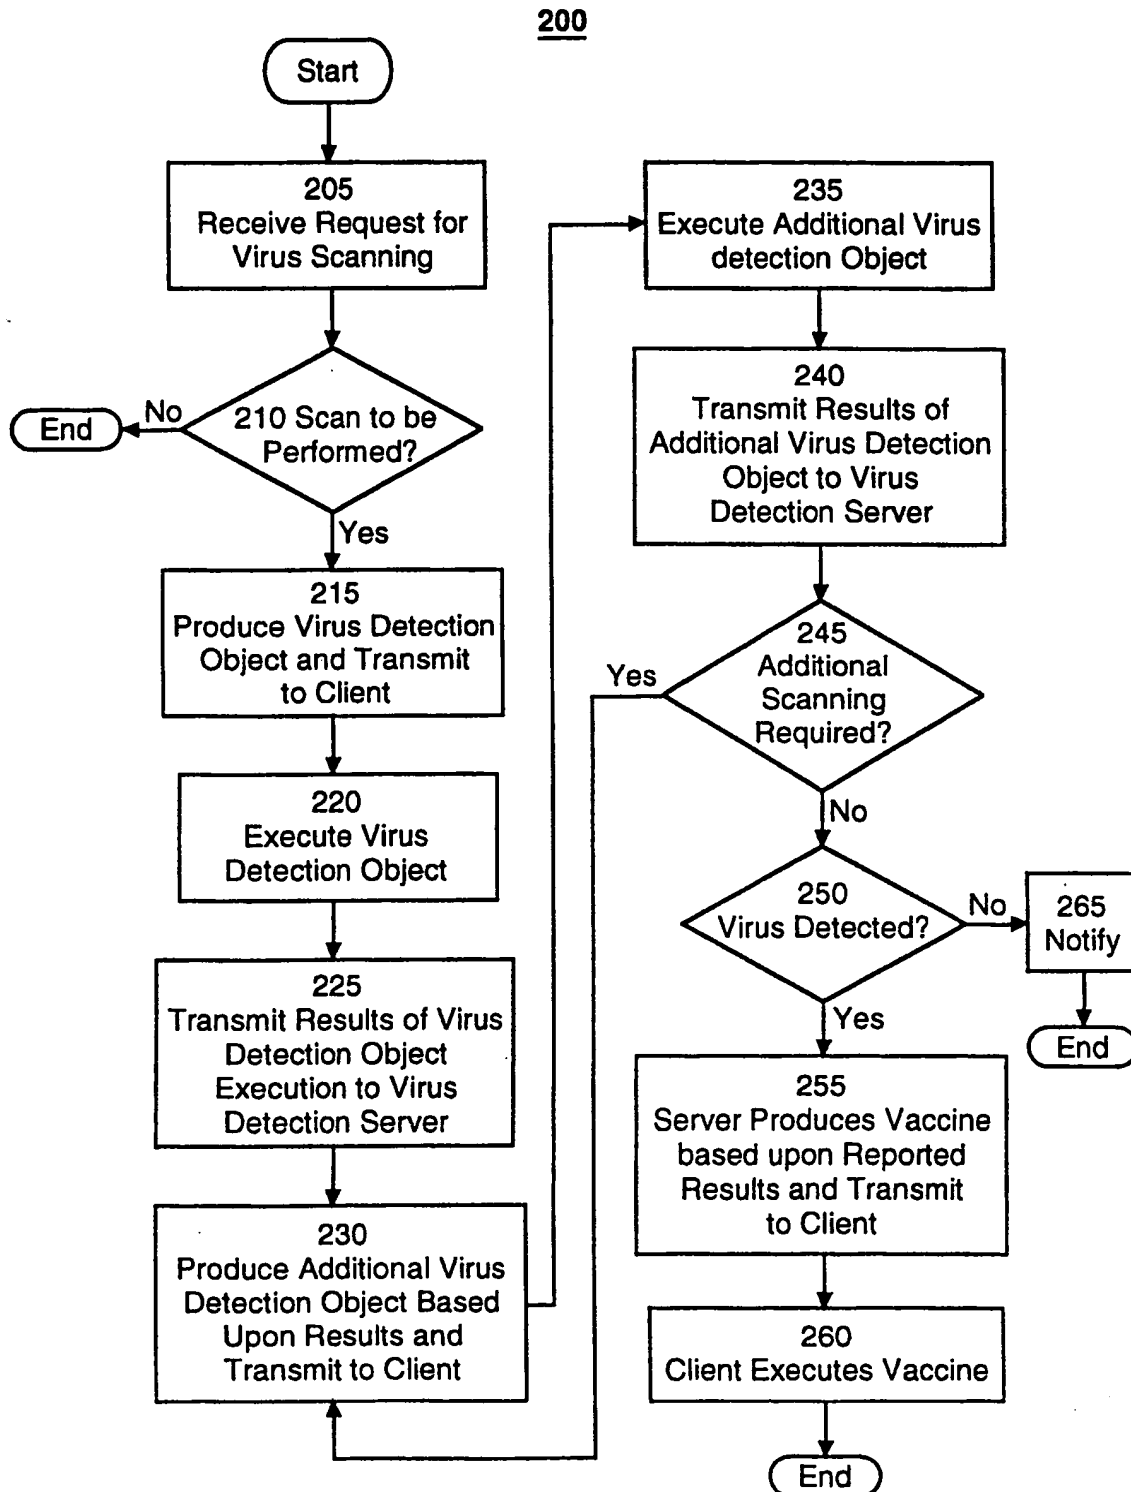 200
Start
205
Receive Request for
Virus Scanning
210 Scan to be
Performed?
No
End
Yes
215
Produce Virus Detection
Object and Transmit
to Client
220
Execute Virus
Detection Object
225
Transmit Results of Virus
Detection Object
Execution to Virus
Detection Server
230
Produce Additional Virus
Detection Object Based
Upon Results and
Transmit to Client
235
Execute Additional Virus
detection Object
240
Transmit Results of
Additional Virus Detection
Object to Virus
Detection Server
245
Additional
Scanning
Required?
Yes
No
250
Virus Detected?
No
265
Notify
End
Yes
255
Server Produces Vaccine
based upon Reported
Results and Transmit
to Client
260
Client Executes Vaccine
End